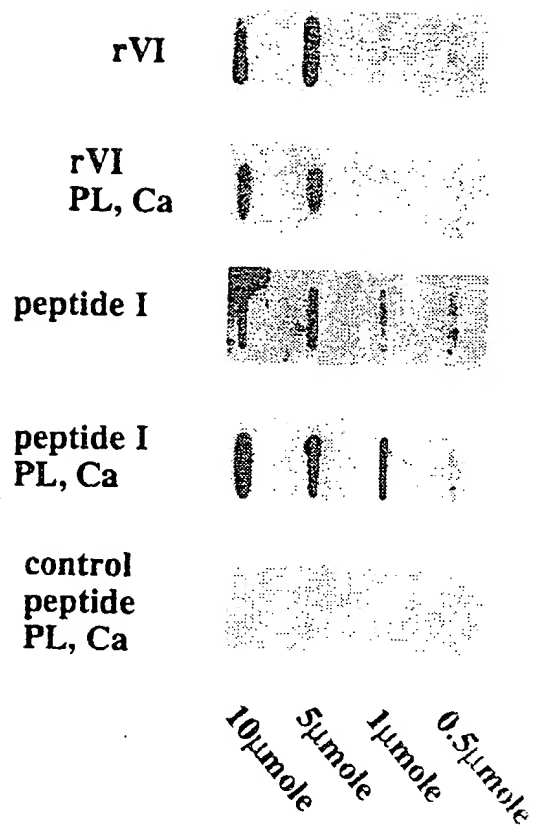 rVI
rVI
PL, Ca
peptide I
peptide I
PL, Ca
control
peptide
PL, Ca
10μmole
5μmole
1μmole
0.5μmole